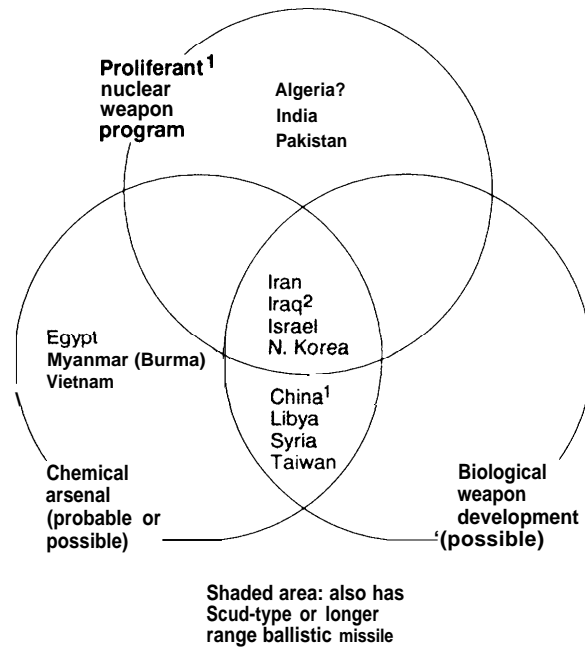 Proliferant1
nuclear
weapon
program
Algeria?
India
Pakistan
Iran
Iraq2
Israel
N. Korea
Egypt
Myanmar (Burma)
Vietnam
China1
Libya
Syria
Taiwan
Chemical
arsenal
(probable or
possible)
Biological
weapon
development
‘(possible)
Shaded area: also has
Scud-type or longer
range ballistic missile